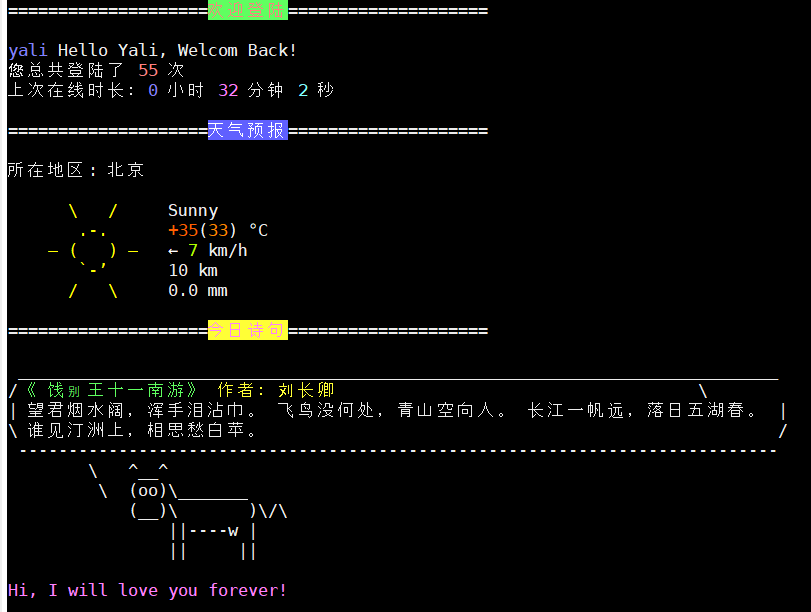 ====================欢迎登陆====================
yali Hello Yali, Welcom Back!
您总共登陆了 55 次
上次在线时长: 0 小时 32 分钟 2 秒
====================天气预报====================
所在地区：北京
Sunny
+35(33) °C
← 7 km/h
10 km
0.0 mm
====================今日诗句====================
《 饯别王十一南游》 作者: 刘长卿
望君烟水阔，挥手泪沾巾。 飞鸟没何处，青山空向人。 长江一帆远，落日五湖春。
谁见汀洲上，相思愁白苹。
^__^
(oo)\_______
(__)\       )\/\
||----w |
||     ||
Hi, I will love you forever!